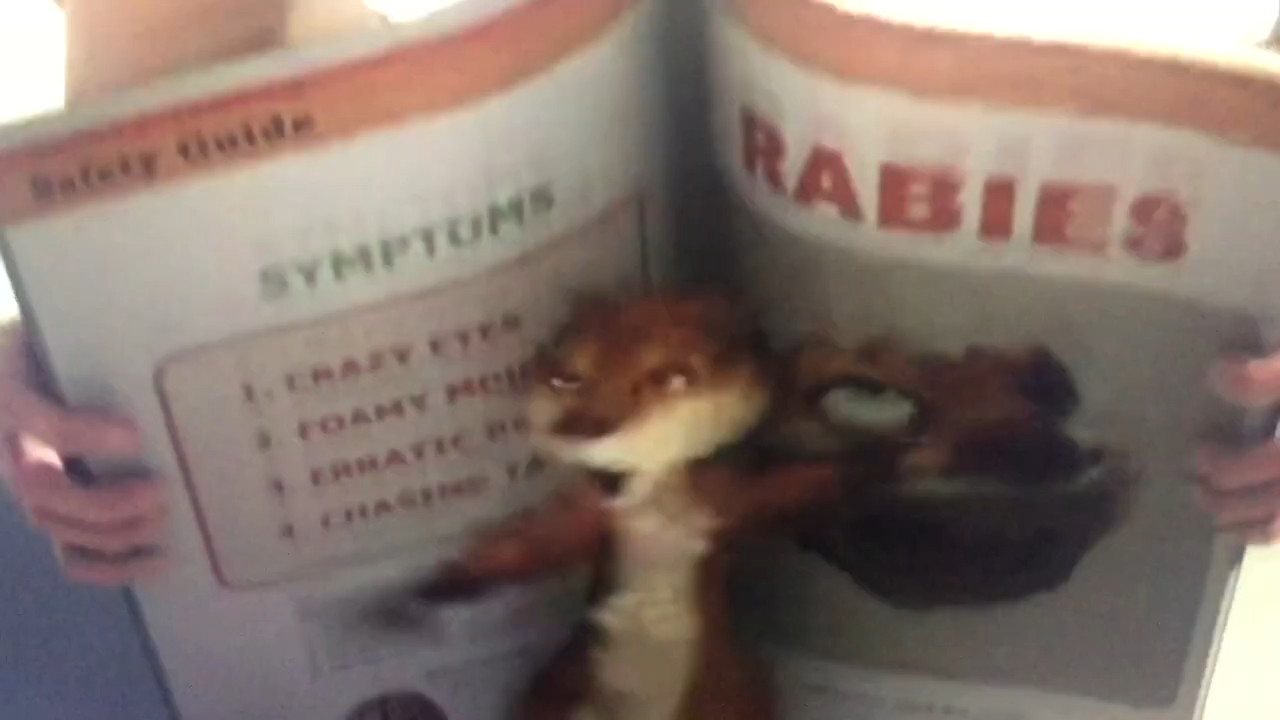 Safety Guide
SYMPTOMS
1. CRAZY EYES
2. FOAMY
3. ERRATIC
4. CHASING
RABIES